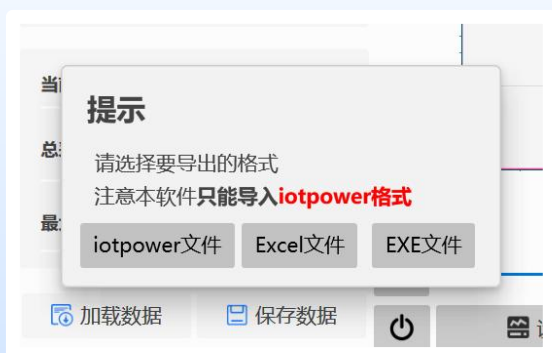 当
提示
总
请选择要导出的格式
注意本软件只能导入iotpower格式
最
iotpower文件 Excel文件 EXE文件
加载数据 保存数据